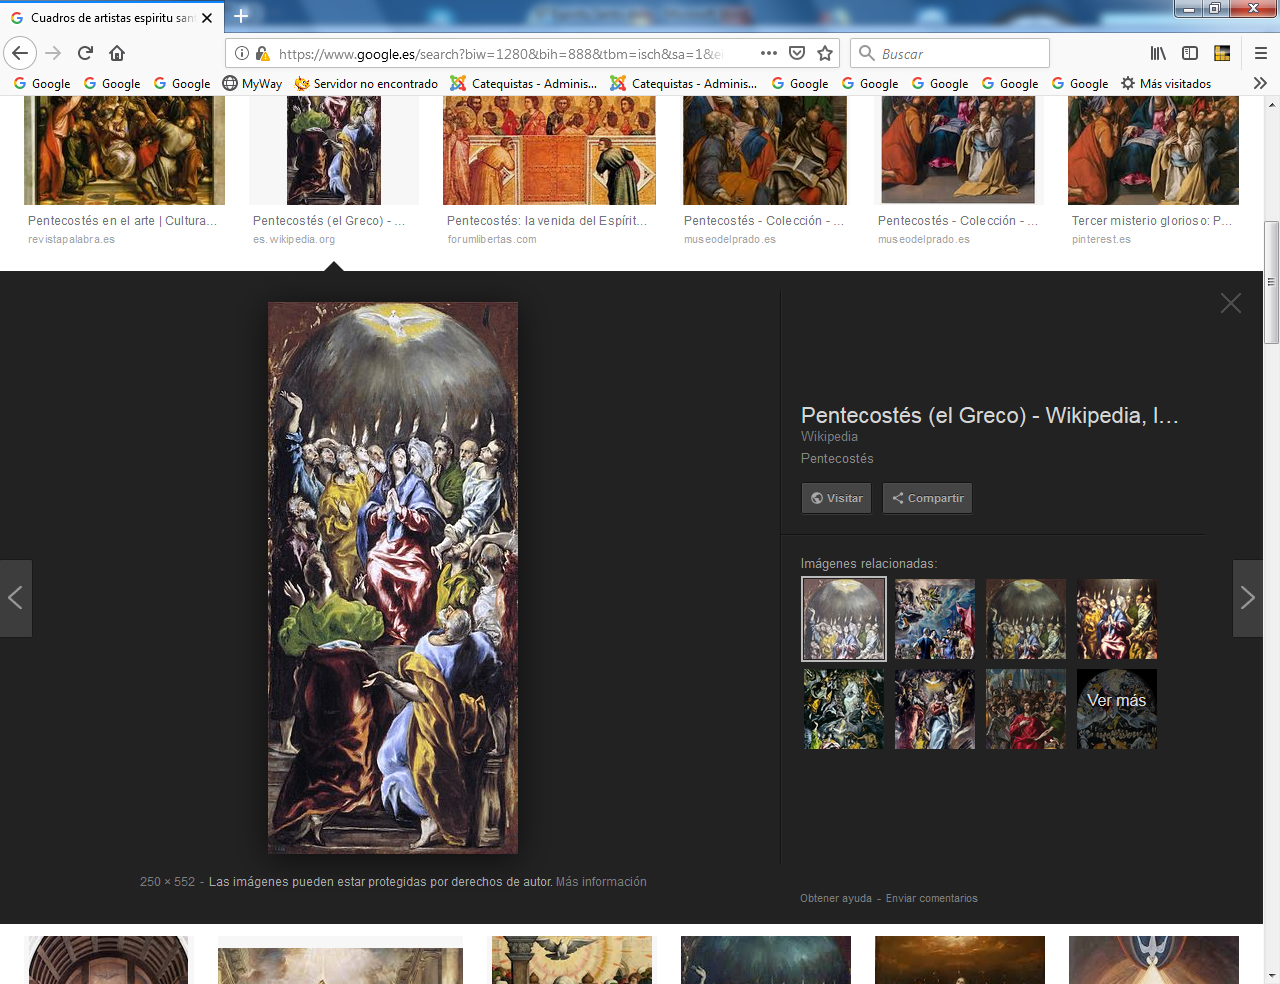 Cuadros de artistas espiritu san
https://www.google.es/search?biw=1280&bih=888&tbm=isch&sa=1&e
Buscar
Google
Google
Google
MyWay
Servidor no encontrado
Catequistas - Adminis...
Catequistas - Adminis...
Google
Google
Google
Google
Google
Más visitados
Pentecostés en el arte | Cultura...
revistapalabra.es
Pentecostés (el Greco) - ...
es.wikipedia.org
Pentecostés: la venida del Espírit...
forumlibertas.com
Pentecostés - Colección - ...
museodelprado.es
Pentecostés - Colección - ...
museodelprado.es
Tercer misterio glorioso: P...
pinterest.es
Pentecostés (el Greco) - Wikipedia, l...
Wikipedia
Pentecostés
Visitar
Compartir
Imágenes relacionadas:
Ver más
250 × 552 - Las imágenes pueden estar protegidas por derechos de autor. Más información
Obtener ayuda - Enviar comentarios